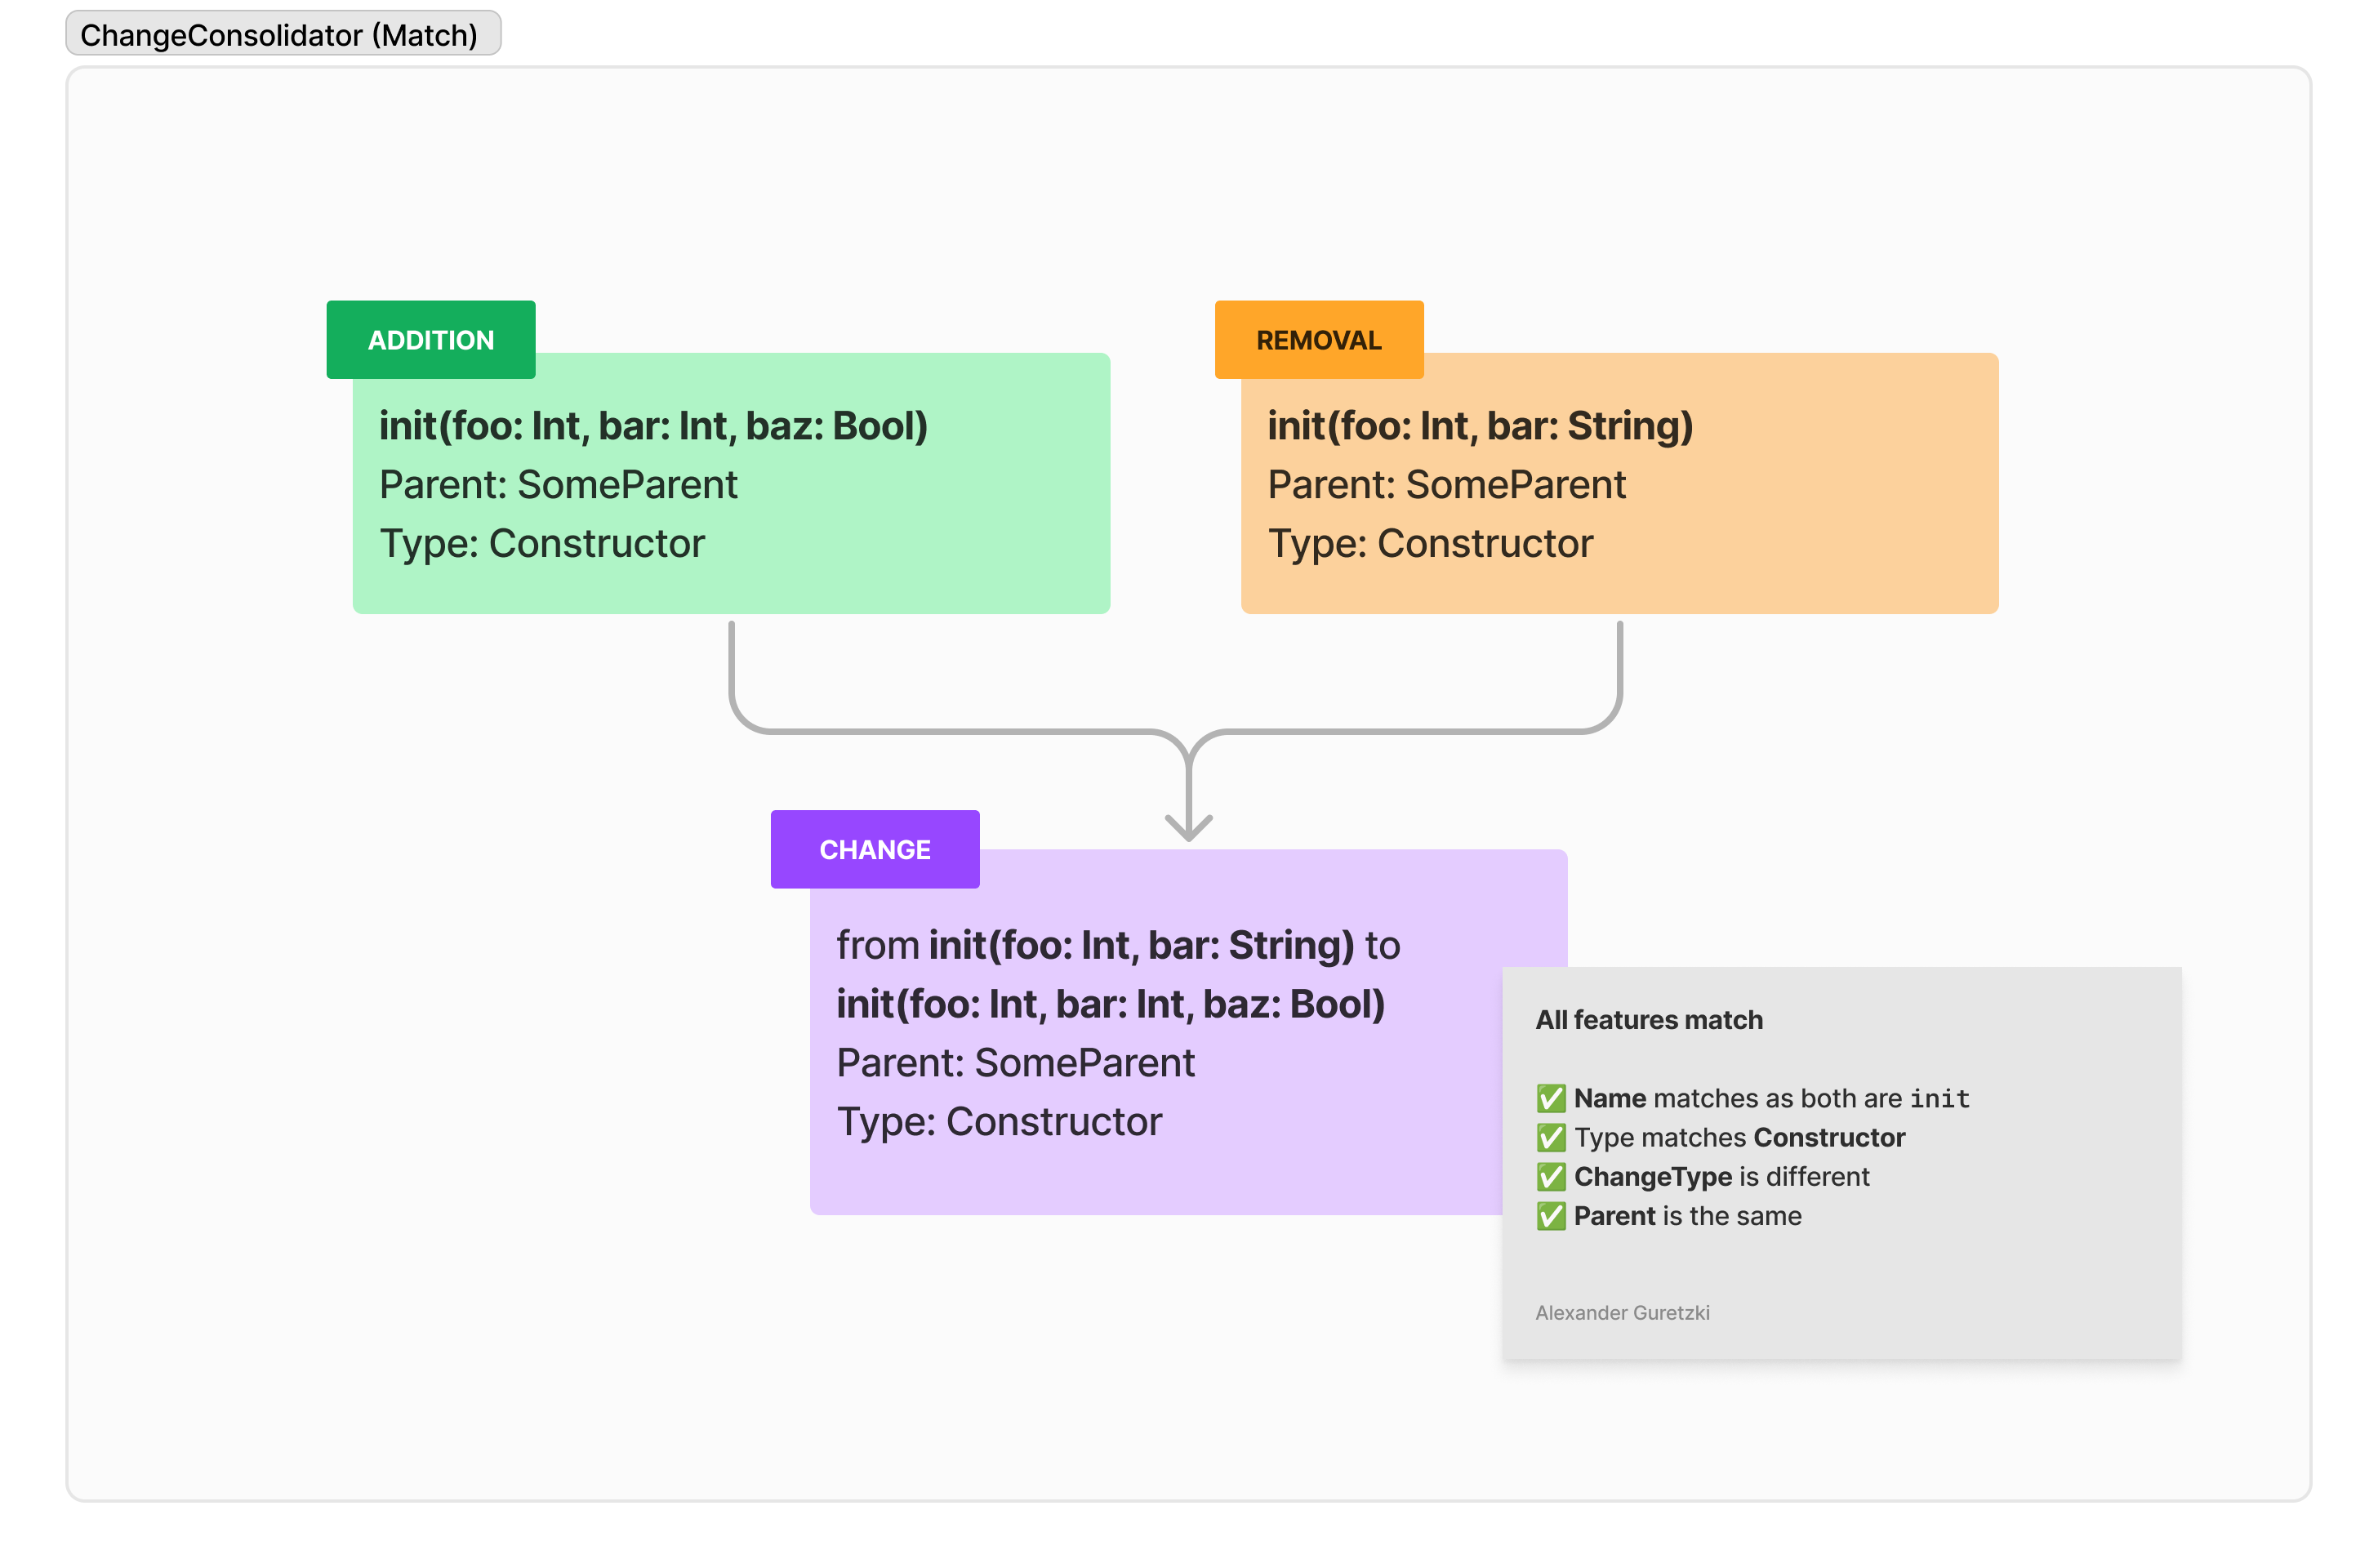 ChangeConsolidator (Match)
ADDITION
init(foo: Int, bar: Int, baz: Bool)
Parent: SomeParent
Type: Constructor
REMOVAL
init(foo: Int, bar: String)
Parent: SomeParent
Type: Constructor
CHANGE
from init(foo: Int, bar: String) to
init(foo: Int, bar: Int, baz: Bool)
Parent: SomeParent
Type: Constructor
All features match
✅ Name matches as both are init
✅ Type matches Constructor
✅ ChangeType is different
✅ Parent is the same
Alexander Guretzki